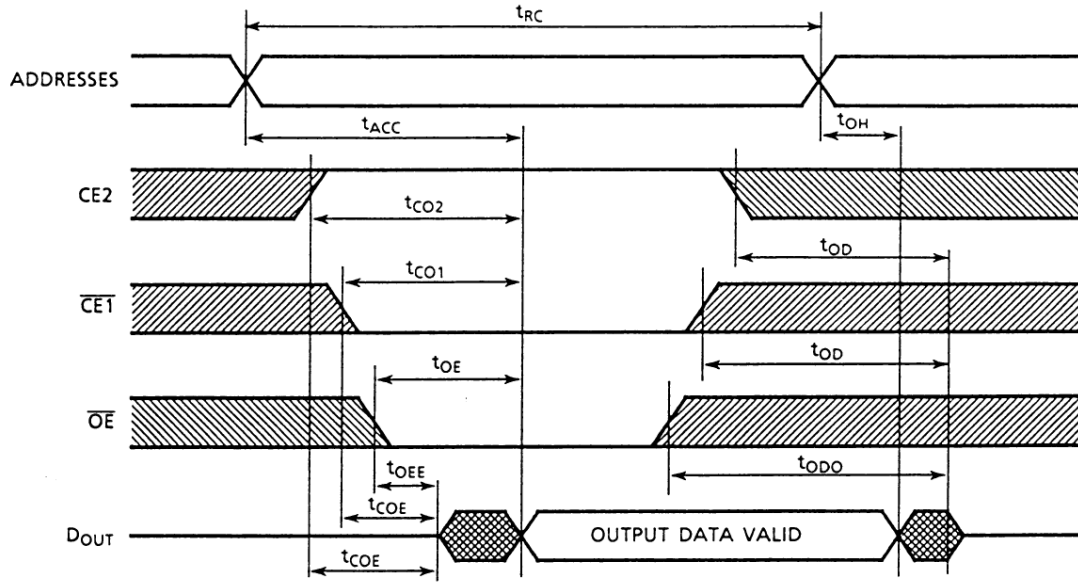 tRC
ADDRESSES
tACC
tOH
CE2
tCO2
tOD
CE1
tCO1
tOD
OE
tOE
tODO
tOEE
tCOE
DOUT
OUTPUT DATA VALID
tCOE